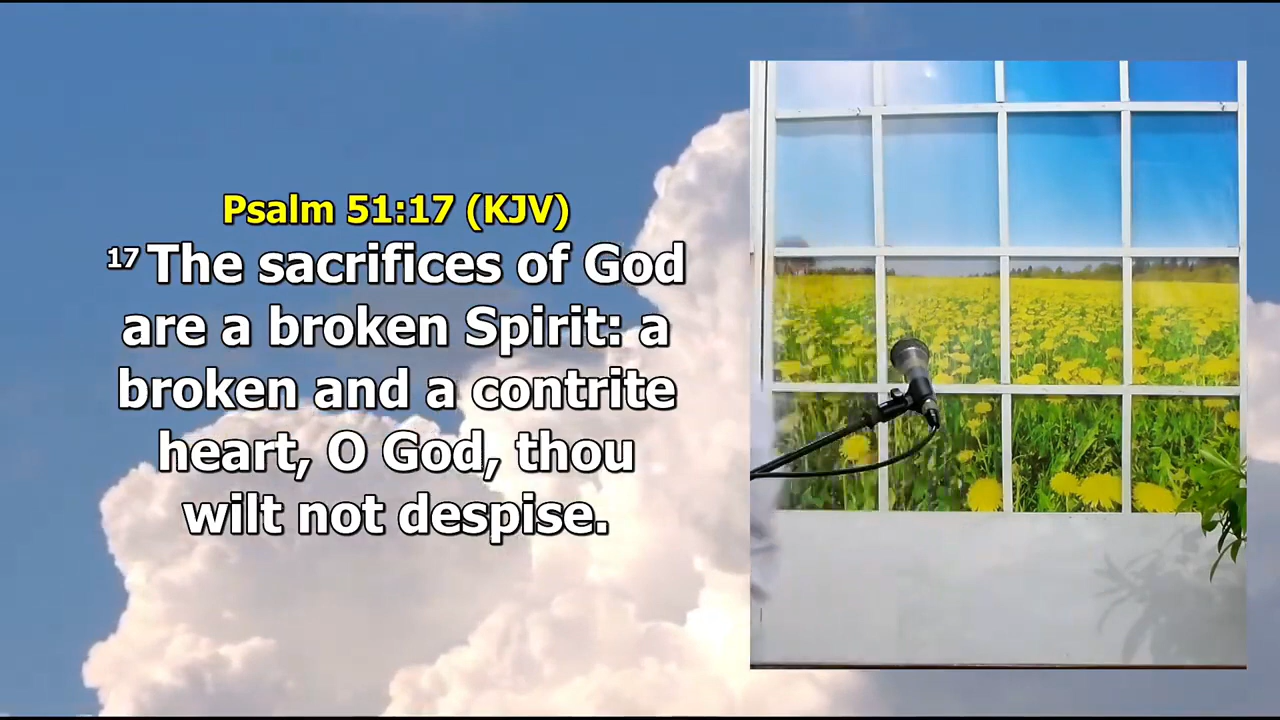 Psalm 51:17 (KJV)
17 The sacrifices of God
are a broken Spirit: a
broken and a contrite
heart, O God, thou
wilt not despise.